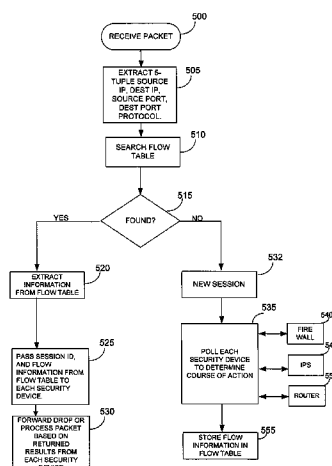 500
RECEIVE PACKET
505
EXTRACT 5-
TUPLE SOURCE
IP, DEST IP,
SOURCE PORT,
DEST PORT
PROTOCOL.
510
SEARCH FLOW
TABLE
515
FOUND?
YES
NO
520
EXTRACT
INFORMATION
FROM FLOW TABLE
532
NEW SESSION
535
POLL EACH
SECURITY DEVICE
TO DETERMINE
COURSE OF ACTION
FIRE
WALL
IPS
ROUTER
525
PASS SESSION ID,
AND FLOW
INFORMATION FROM
FLOW TABLE TO
EACH SECURITY
DEVICE.
530
FORWARD DROP OR
PROCESS PACKET
BASED ON
RETURNED
RESULTS FROM
EACH SECURITY
555
STORE FLOW
INFORMATION IN
FLOW TABLE